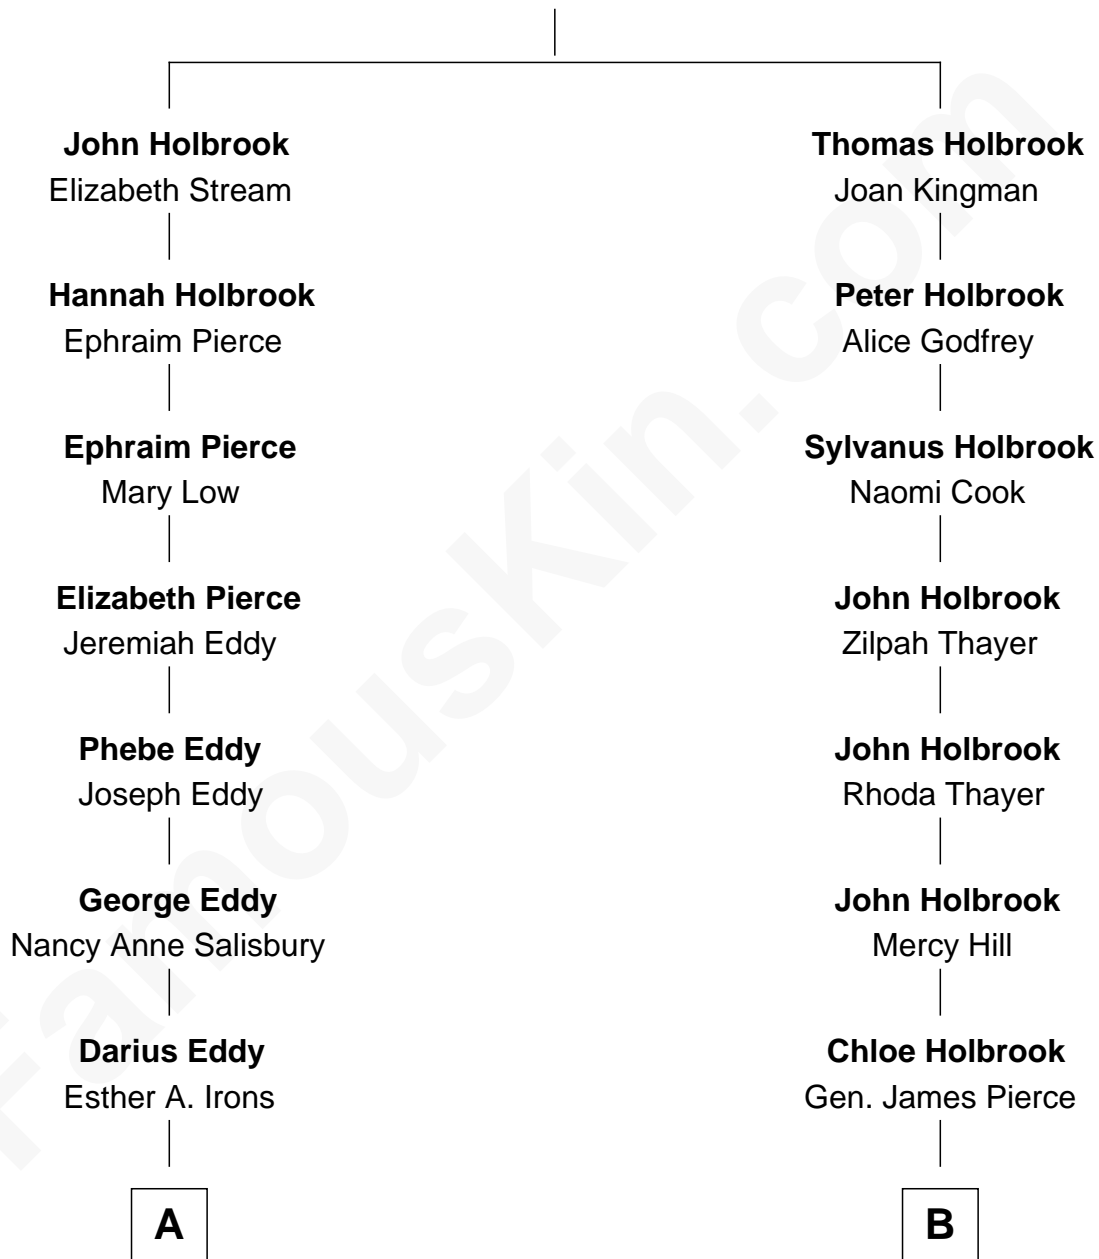 John Holbrook
Elizabeth Stream
Thomas Holbrook
Joan Kingman
Hannah Holbrook
Ephraim Pierce
Peter Holbrook
Alice Godfrey
Ephraim Pierce
Mary Low
Sylvanus Holbrook
Naomi Cook
Elizabeth Pierce
Jeremiah Eddy
John Holbrook
Zilpah Thayer
Phebe Eddy
Joseph Eddy
John Holbrook
Rhoda Thayer
George Eddy
Nancy Anne Salisbury
John Holbrook
Mercy Hill
Darius Eddy
Esther A. Irons
Chloe Holbrook
Gen. James Pierce
A
B
FamousKin.com